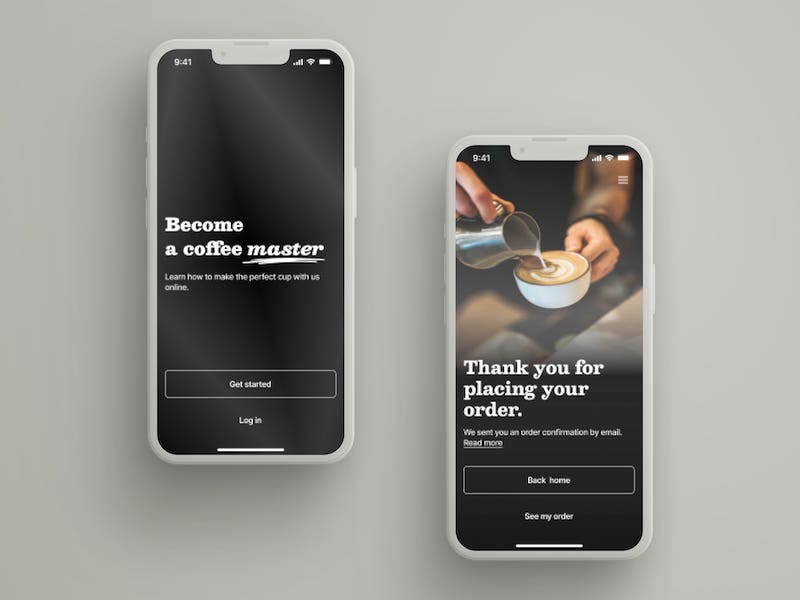 9:41
Become
a coffee master
Learn how to make the perfect cup with us
online.
Get started
Log in
9:41
Thank you for
placing your
order.
We sent you an order confirmation by email.
Read more
Back home
See my order